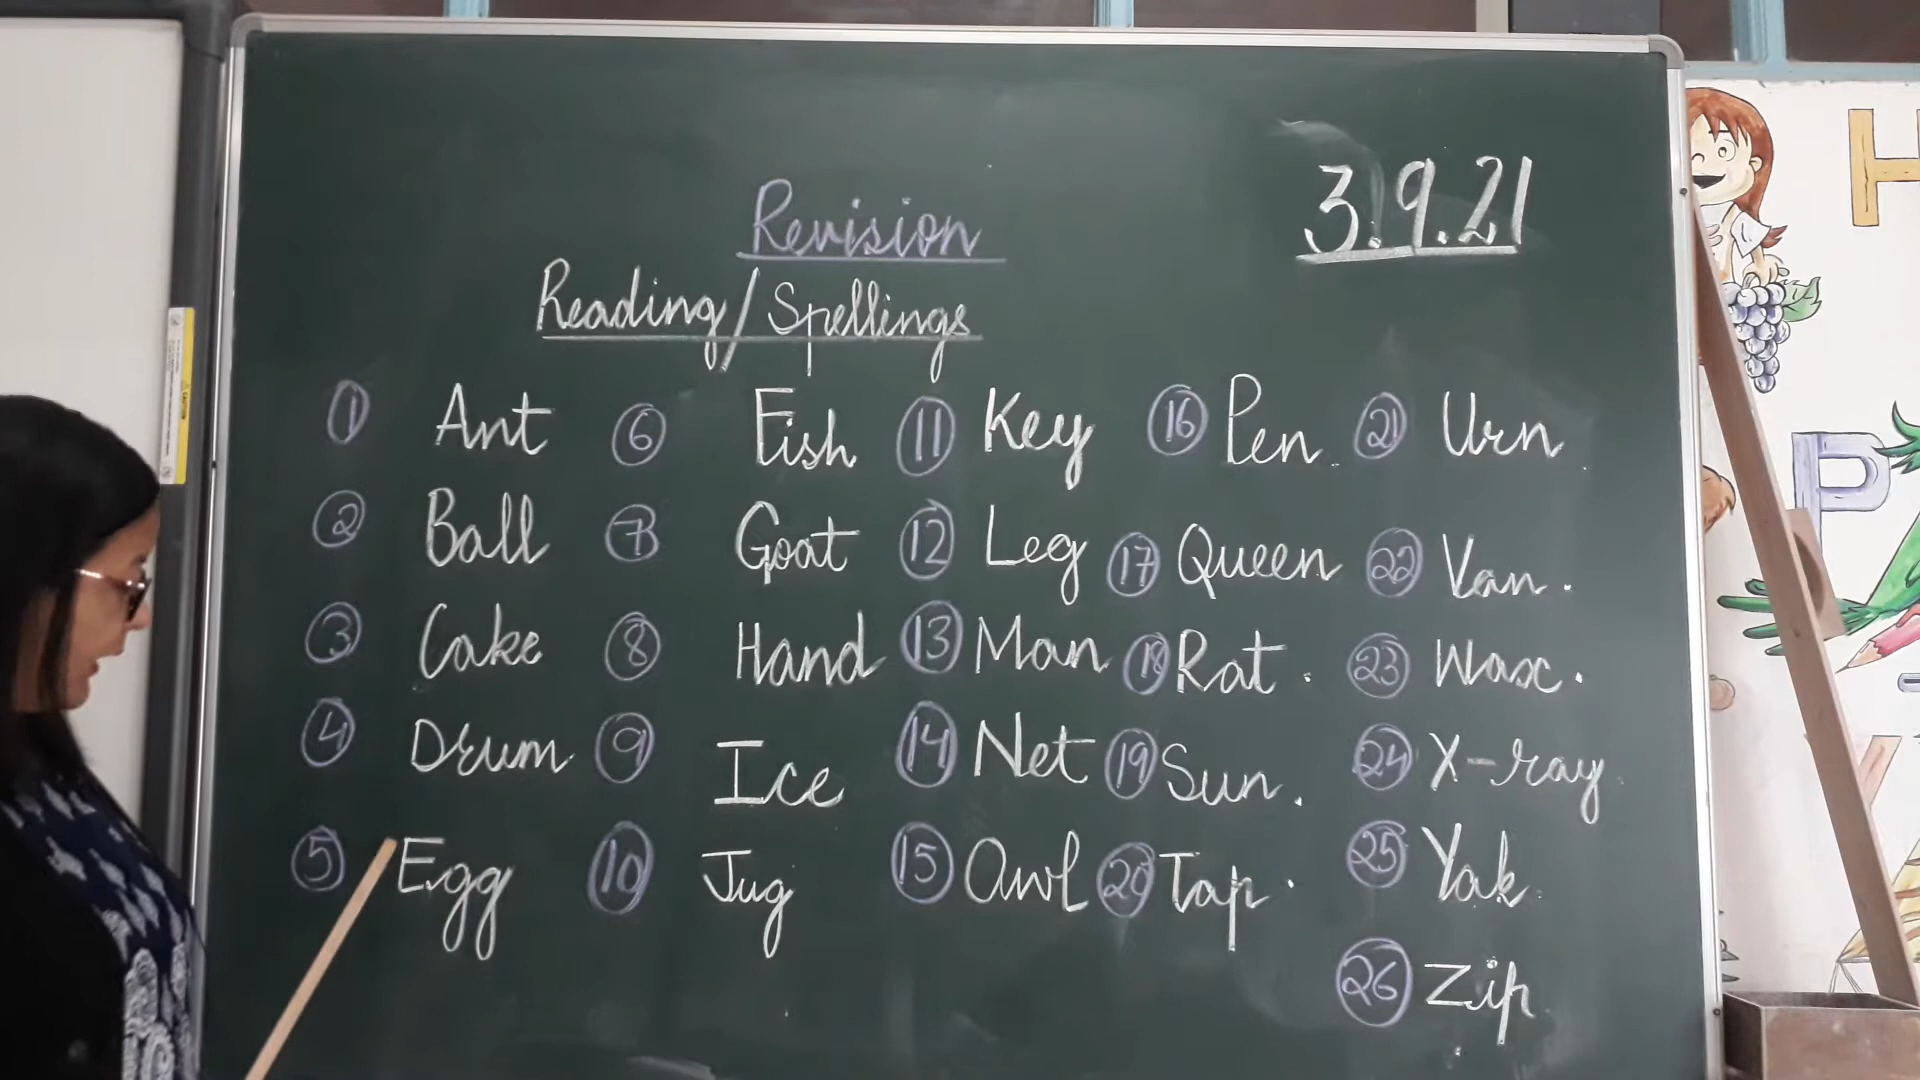 Revision
3.9.21
Reading/Spellings
① Ant
② Ball
③ Cake
④ Drum
⑤ Egg
⑥ Fish
⑦ Goat
⑧ Hand
⑨ Ice
⑩ Jug
⑪ Key
⑫ Leg
⑬ Man
⑭ Net
⑮ Owl
⑯ Pen.
⑰ Queen
⑱ Rat.
⑲ Sun.
⑳ Tap.
㉑ Urn.
㉒ Van.
㉓ Wax.
㉔ X-ray
㉕ Yak.
㉖ Zip
H
P